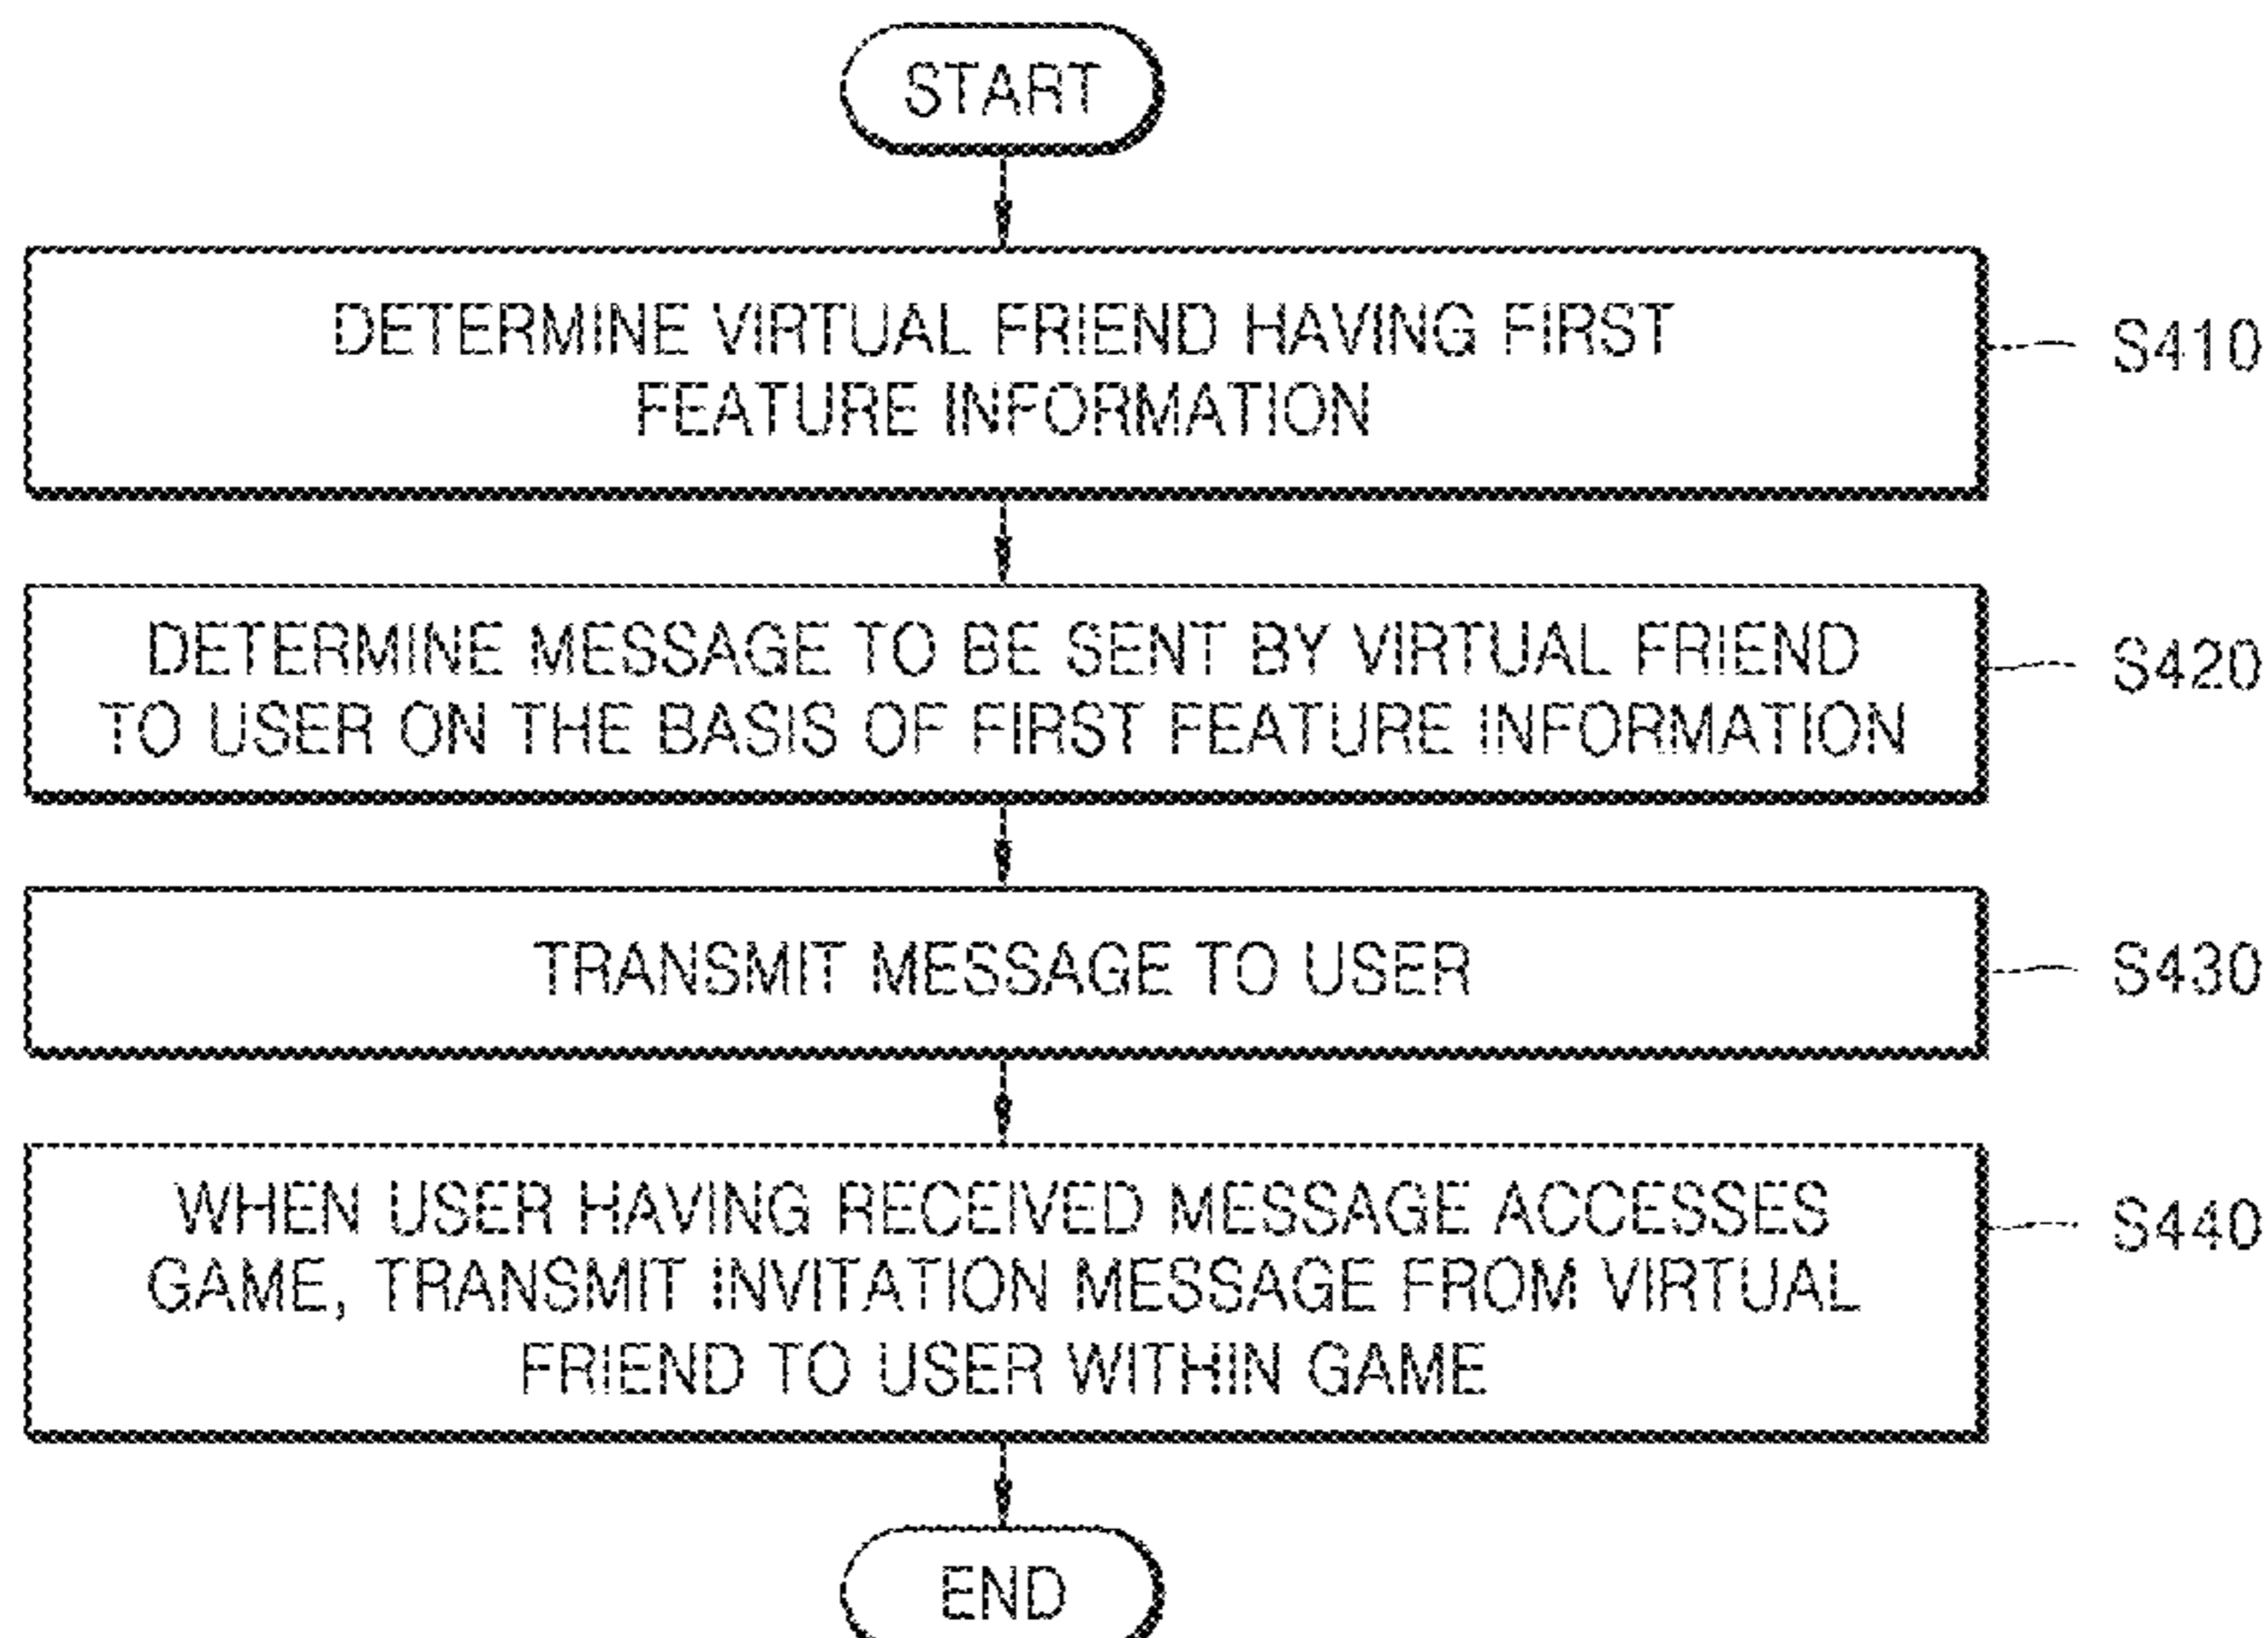 START
DETERMINE VIRTUAL FRIEND HAVING FIRST
FEATURE INFORMATION
S410
DETERMINE MESSAGE TO BE SENT BY VIRTUAL FRIEND
TO USER ON THE BASIS OF FIRST FEATURE INFORMATION
S420
TRANSMIT MESSAGE TO USER
S430
WHEN USER HAVING RECEIVED MESSAGE ACCESSES
GAME, TRANSMIT INVITATION MESSAGE FROM VIRTUAL
FRIEND TO USER WITHIN GAME
S440
END